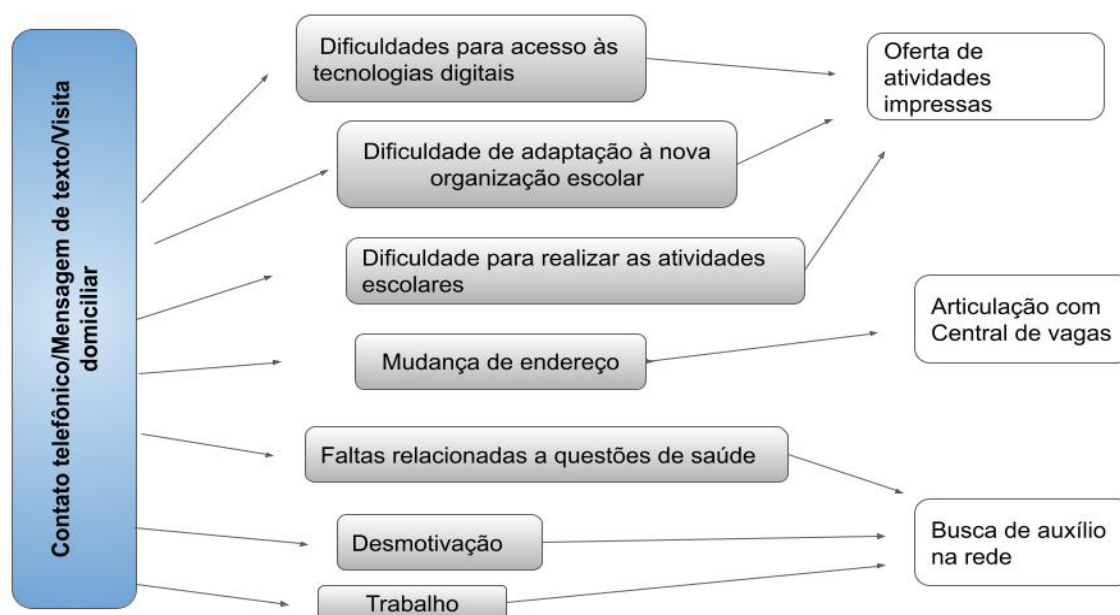 Contato telefônico/Mensagem de texto/Visita
domiciliar
Dificuldades para acesso às
tecnologias digitais
Dificuldade de adaptação à nova
organização escolar
Dificuldade para realizar as atividades
escolares
Mudança de endereço
Faltas relacionadas a questões de saúde
Desmotivação
Trabalho
Oferta de
atividades
impressas
Articulação com
Central de vagas
Busca de auxílio
na rede